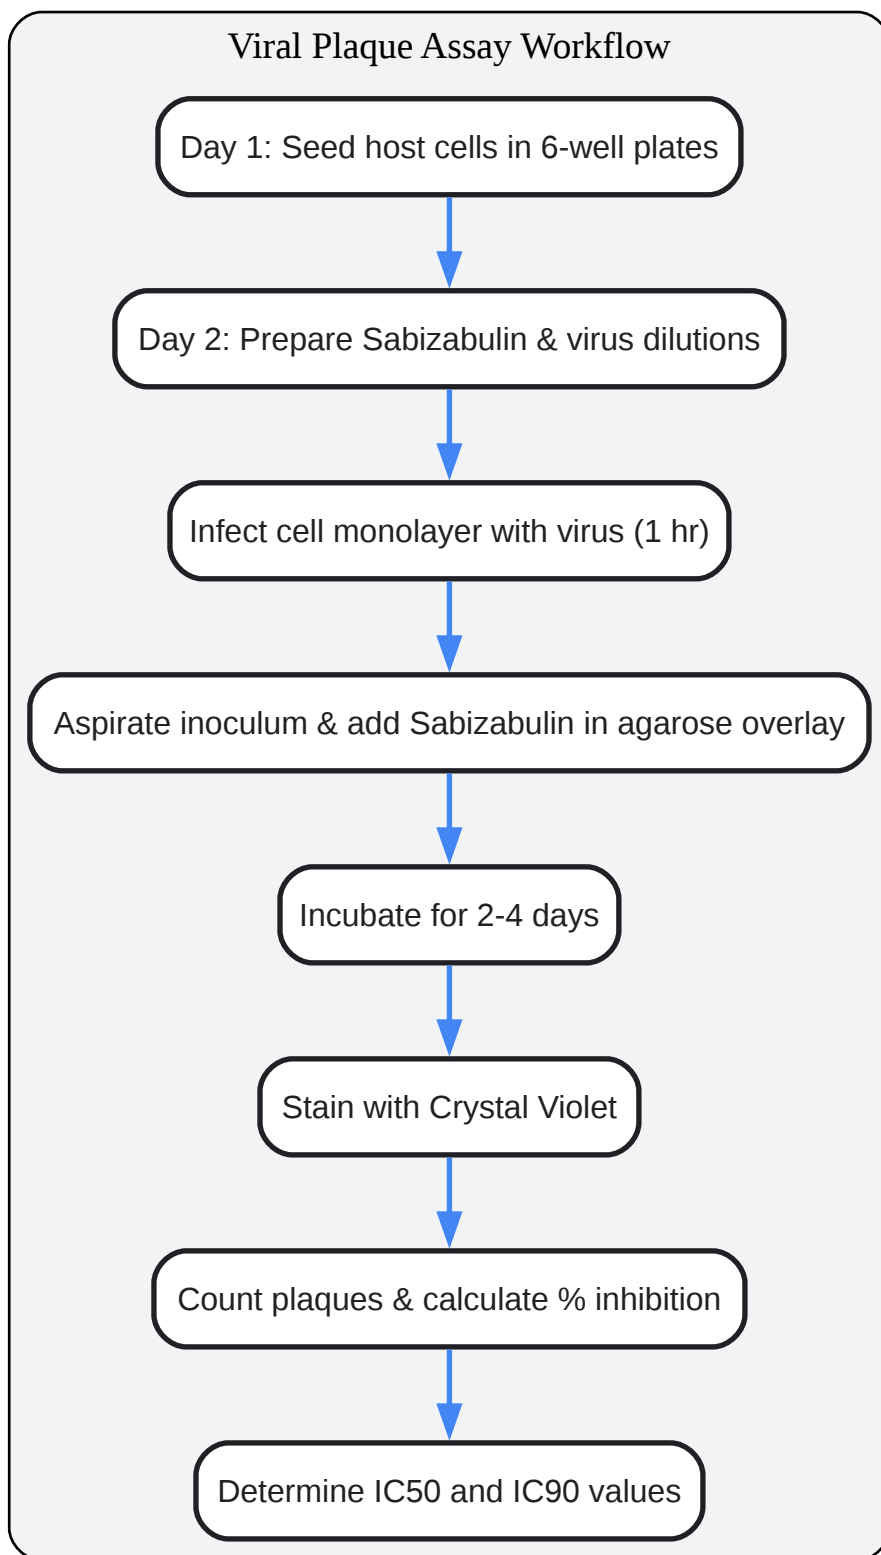 Viral Plaque Assay Workflow
Day 1: Seed host cells in 6-well plates
Day 2: Prepare Sabizabulin & virus dilutions
Infect cell monolayer with virus (1 hr)
Aspirate inoculum & add Sabizabulin in agarose overlay
Incubate for 2-4 days
Stain with Crystal Violet
Count plaques & calculate % inhibition
Determine IC50 and IC90 values